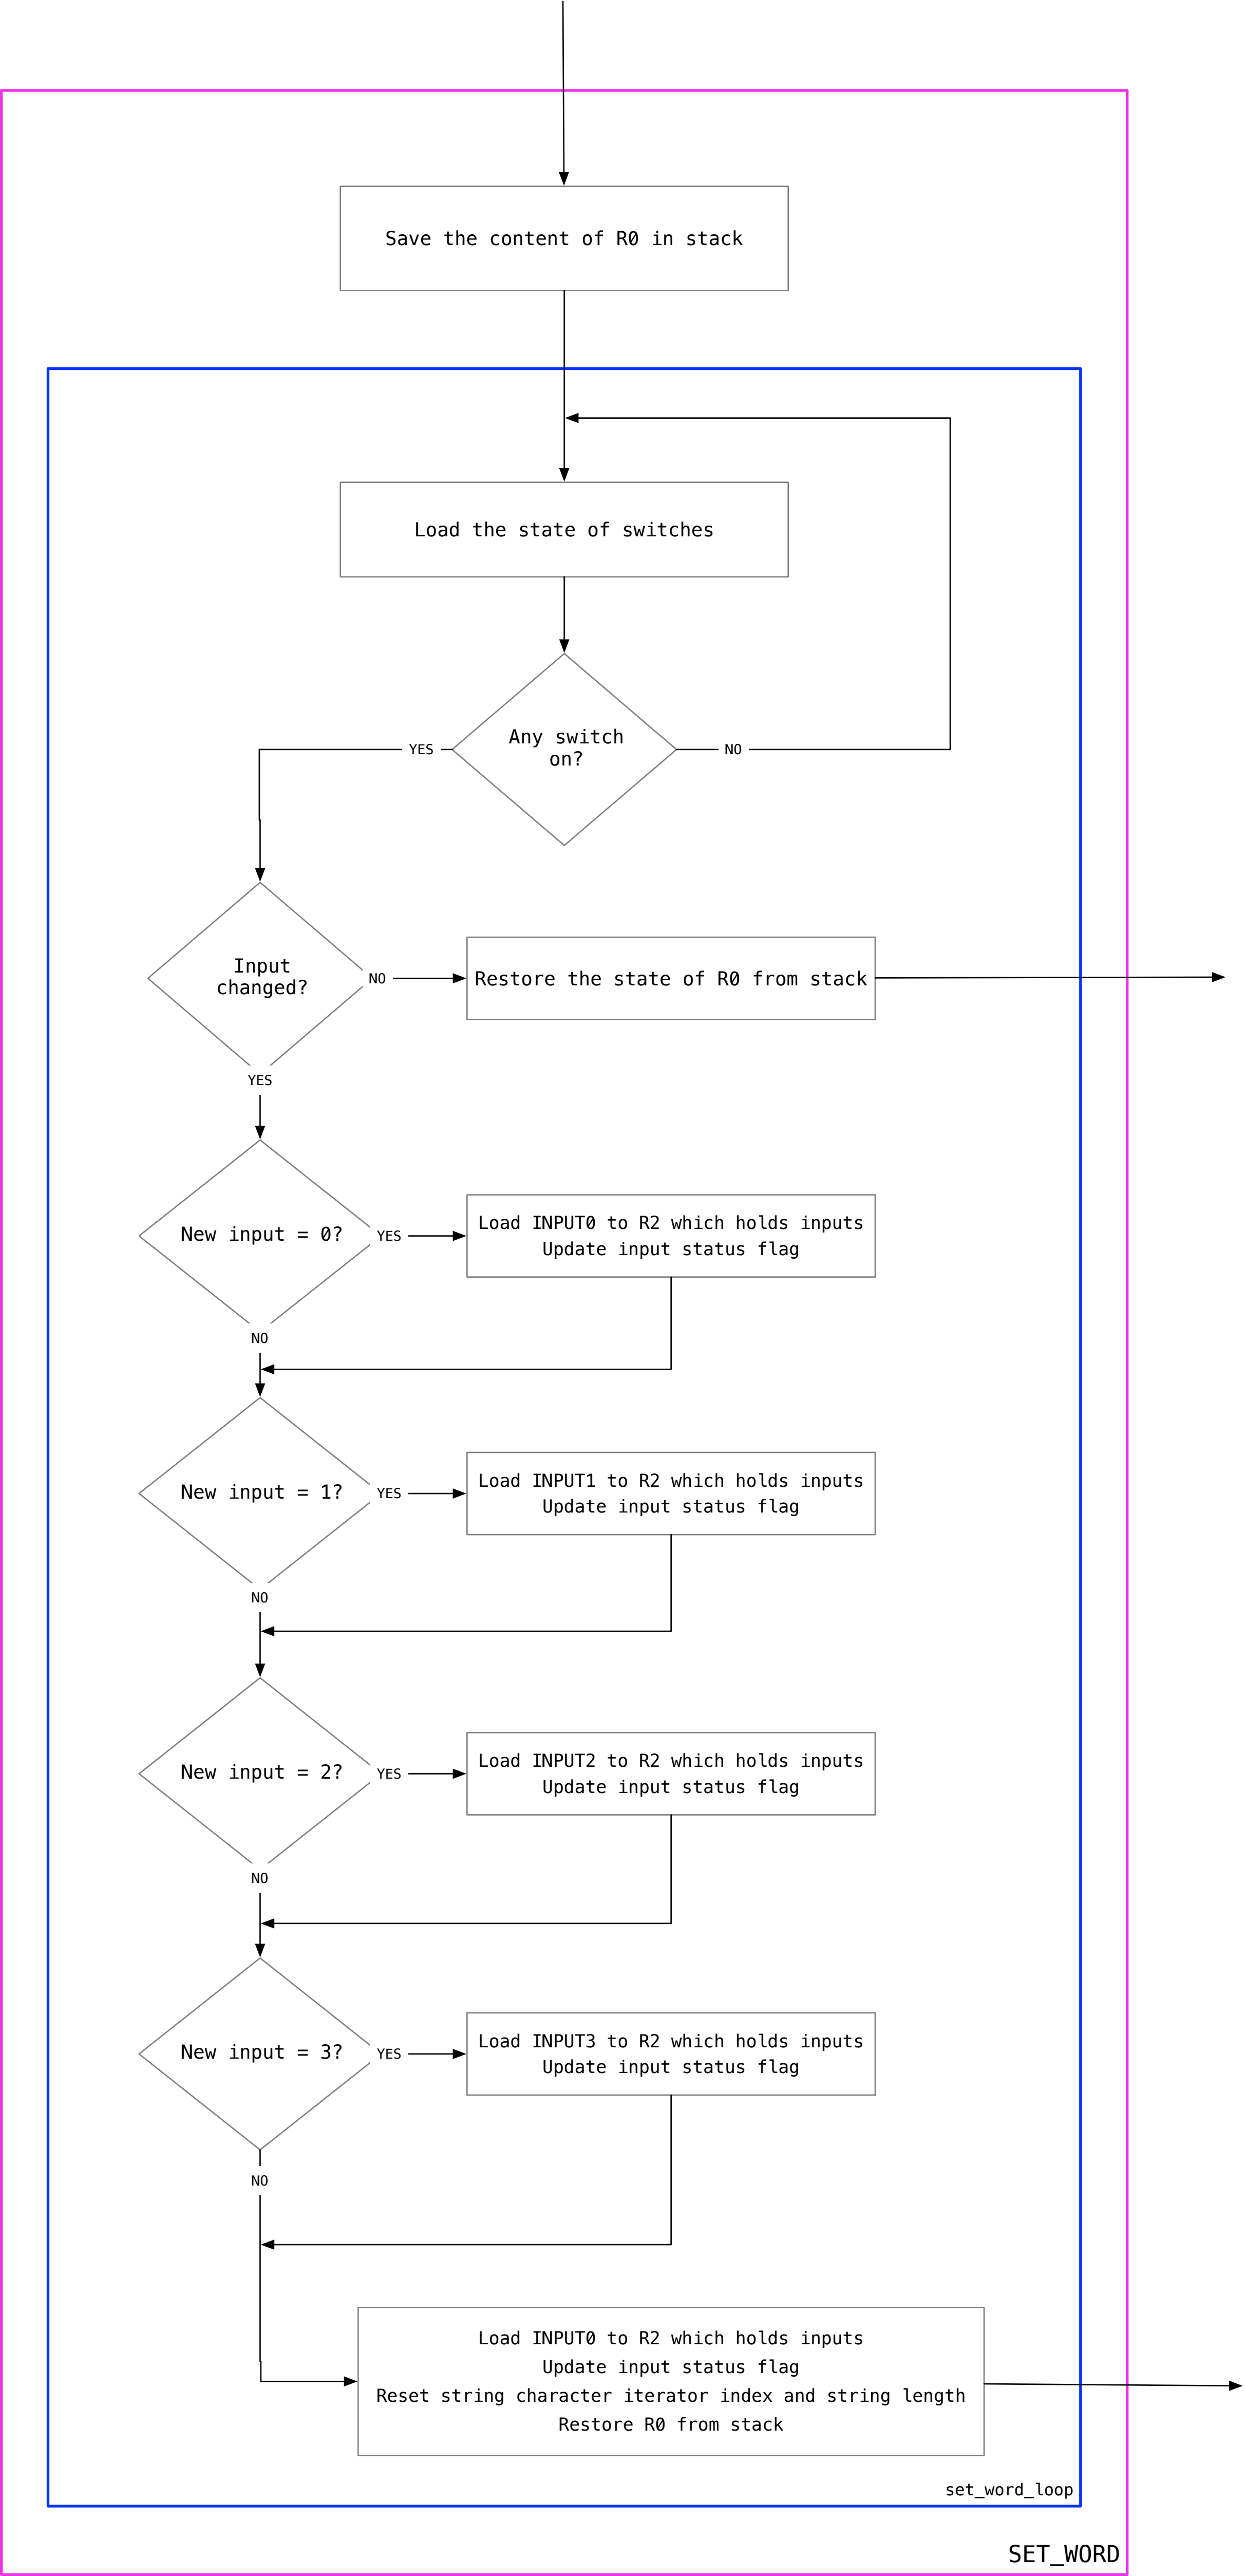 Save the content of R0 in stack
Load the state of switches
Any switch
on?
YES
NO
Input
changed?
NO
Restore the state of R0 from stack
YES
New input = 0?
YES
Load INPUT0 to R2 which holds inputs
Update input status flag
NO
New input = 1?
YES
Load INPUT1 to R2 which holds inputs
Update input status flag
NO
New input = 2?
YES
Load INPUT2 to R2 which holds inputs
Update input status flag
NO
New input = 3?
YES
Load INPUT3 to R2 which holds inputs
Update input status flag
NO
Load INPUT0 to R2 which holds inputs
Update input status flag
Reset string character iterator index and string length
Restore R0 from stack
set_word_loop
SET_WORD